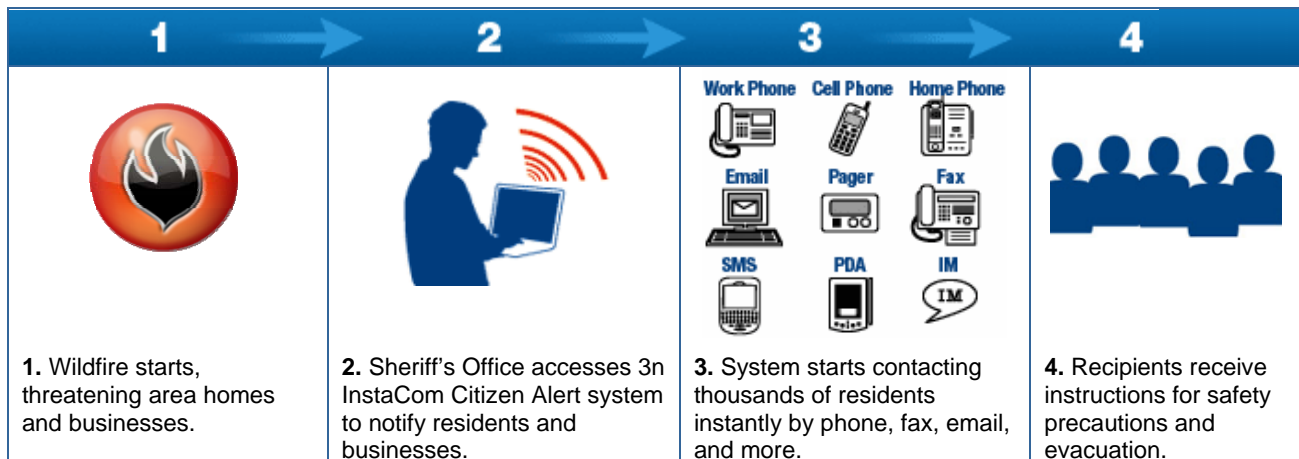 1 2 3 4
Work Phone Cell Phone Home Phone
Email Pager Fax
SMS PDA IM
IM
1. Wildfire starts,
threatening area homes
and businesses.
2. Sheriff's Office accesses 3n
InstaCom Citizen Alert system
to notify residents and
businesses.
3. System starts contacting
thousands of residents
instantly by phone, fax, email,
and more.
4. Recipients receive
instructions for safety
precautions and
evacuation.